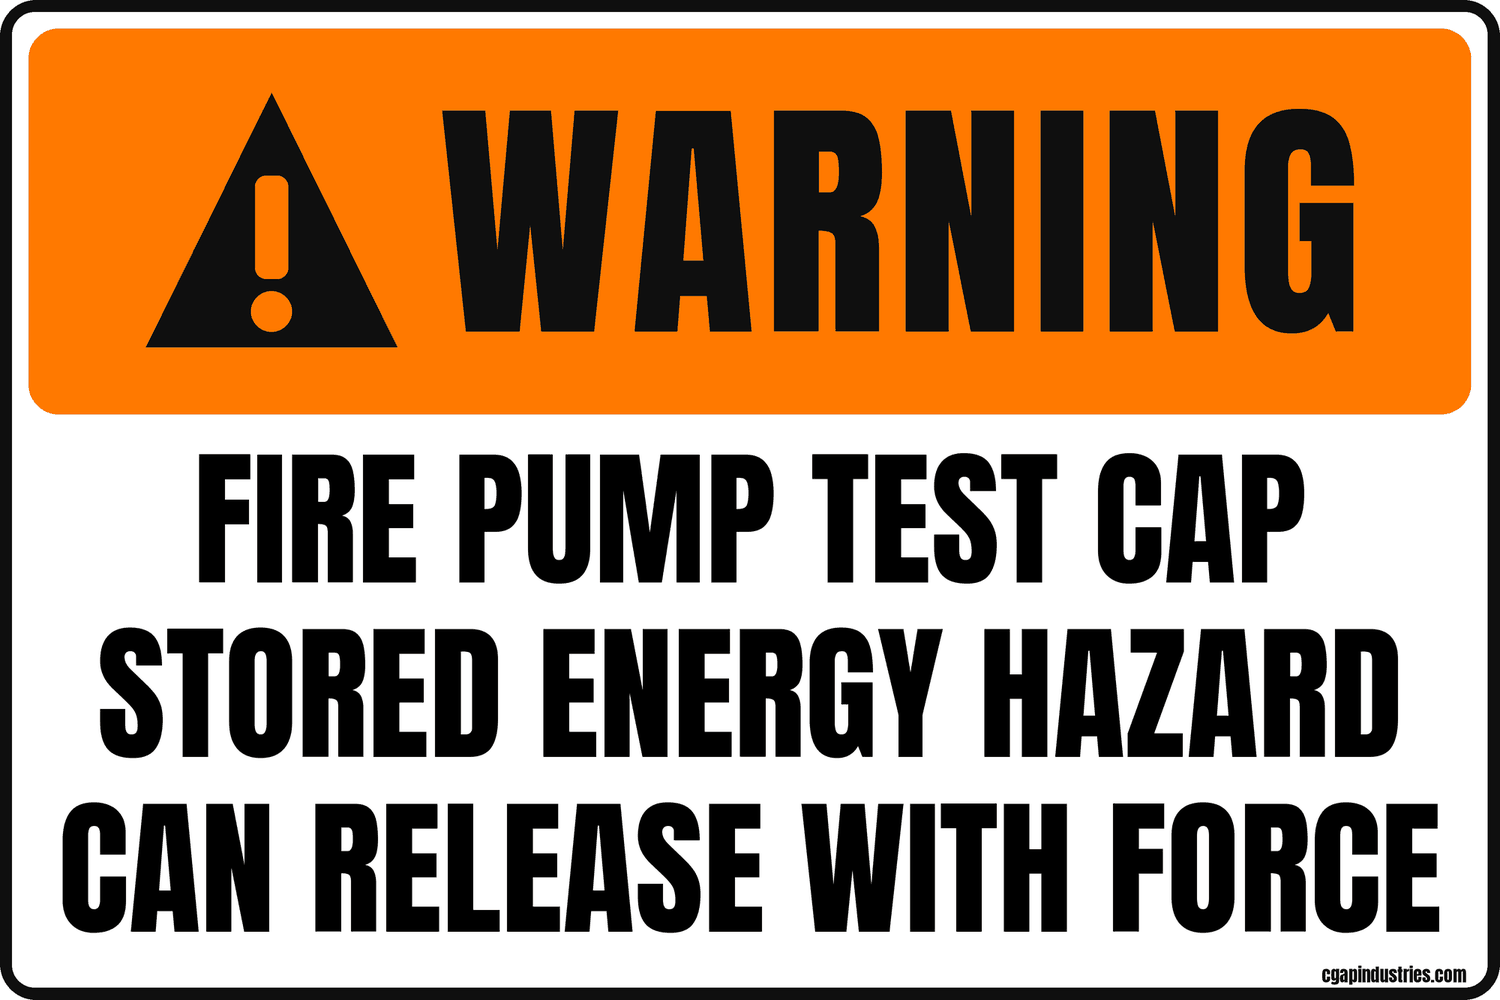 WARNING
FIRE PUMP TEST CAP
STORED ENERGY HAZARD
CAN RELEASE WITH FORCE
cgapindustries.com